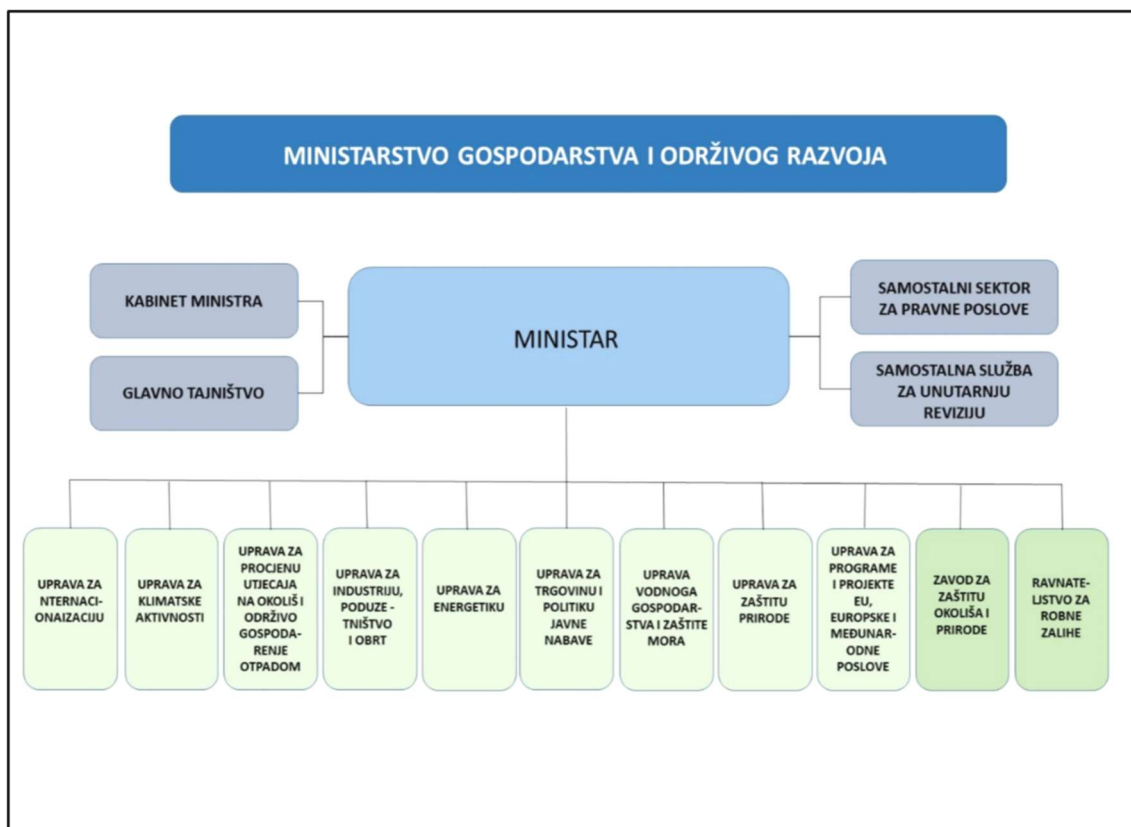 MINISTARSTVO GOSPODARSTVA I ODRŽIVOG RAZVOJA
KABINET MINISTRA
GLAVNO TAJNIŠTVO
MINISTAR
SAMOSTALNI SEKTOR
ZA PRAVNE POSLOVE
SAMOSTALNA SLUŽBA
ZA UNUTARNJU
REVIZIJU
UPRAVA ZA
NTERNACI-
ONAIZACIJU
UPRAVA ZA
KLIMATSKE
AKTIVNOSTI
UPRAVA ZA
PROCJENU
UTJECAJA
NA OKOLIŠ I
ODRŽIVO
GOSPODA-
RENJE
OTPADOM
UPRAVA ZA
INDUSTRIJU,
PODUZE -
TNIŠTVO
I OBRT
UPRAVA ZA
ENERGETIKU
UPRAVA ZA
TRGOVINU I
POLITIKU
JAVNE
NABAVE
UPRAVA
VODNOGA
GOSPODAR-
STVA I ZAŠTITE
MORA
UPRAVA ZA
ZAŠTITU
PRIRODE
UPRAVA ZA
PROGRAME
I PROJEKTE
EU,
EUROPSKE I
MEĐUNAR-
ODNE
POSLOVE
ZAVOD ZA
ZAŠTITU
OKOLIŠA I
PRIRODE
RAVNATE-
LJSTVO ZA
ROBNE
ZALIHE